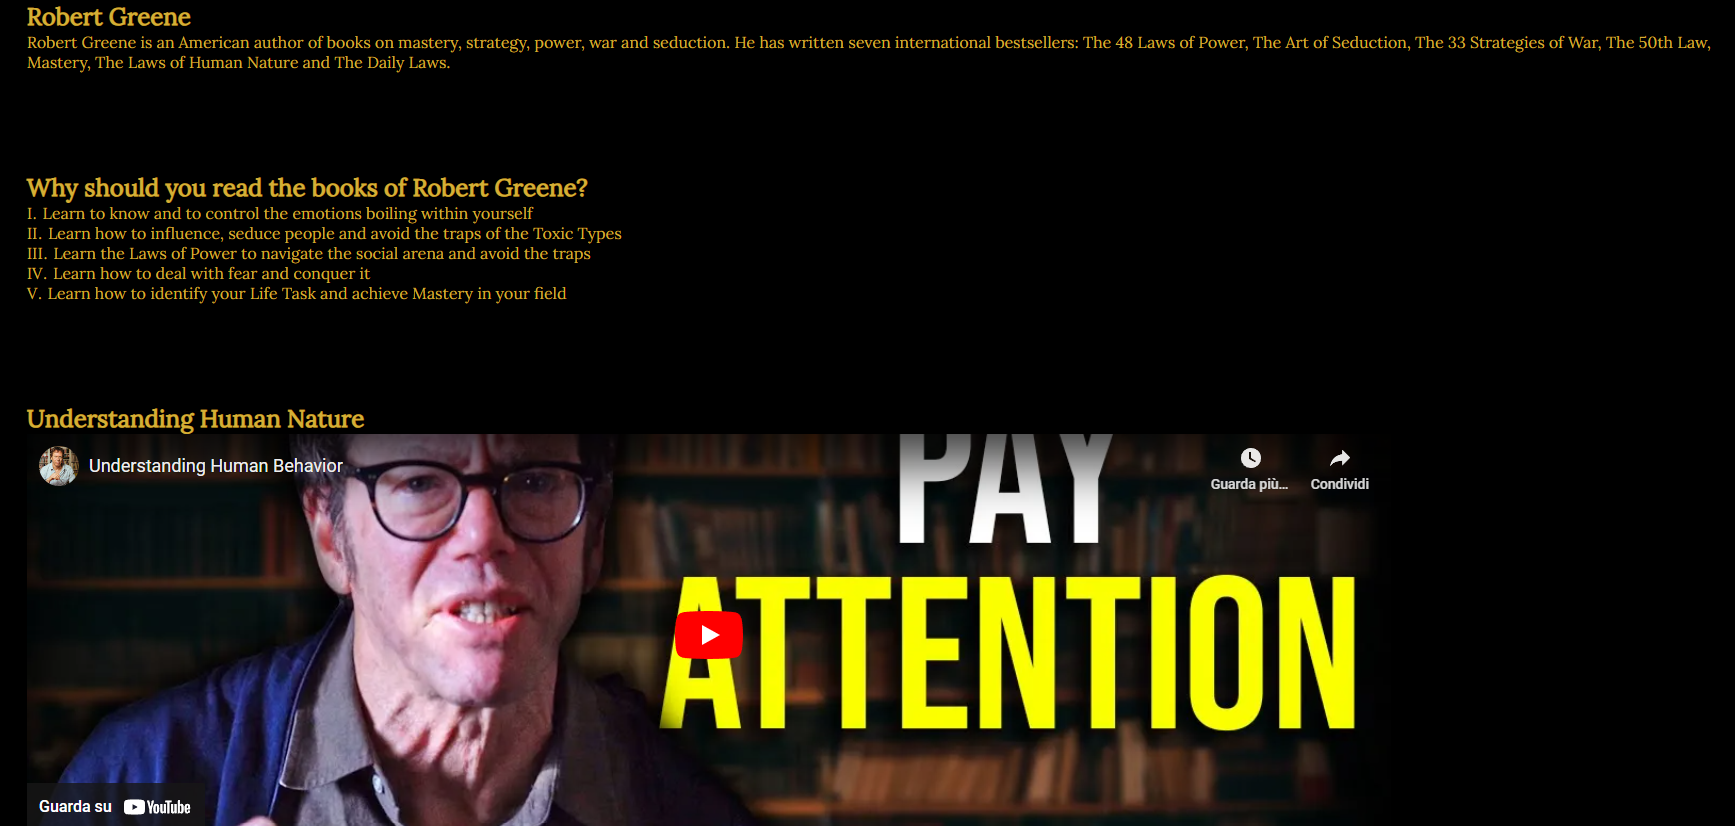 Robert Greene
Robert Greene is an American author of books on mastery, strategy, power, war and seduction. He has written seven international bestsellers: The 48 Laws of Power, The Art of Seduction, The 33 Strategies of War, The 50th Law,
Mastery, The Laws of Human Nature and The Daily Laws.
Why should you read the books of Robert Greene?
I. Learn to know and to control the emotions boiling within yourself
II. Learn how to influence, seduce people and avoid the traps of the Toxic Types
III. Learn the Laws of Power to navigate the social arena and avoid the traps
IV. Learn how to deal with fear and conquer it
V. Learn how to identify your Life Task and achieve Mastery in your field
Understanding Human Nature
Understanding Human Behavior
Guarda più...
Condividi
PAY
ATTENTION
Guarda su YouTube